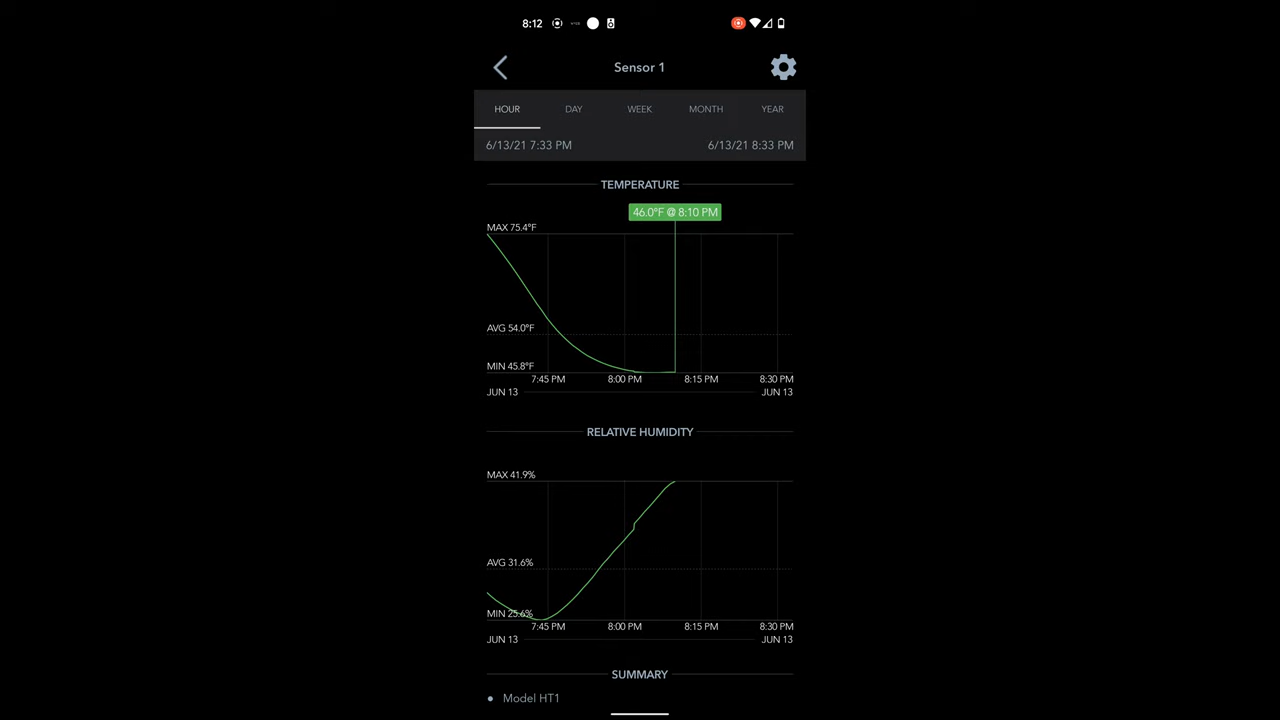 8:12
Sensor 1
HOUR DAY WEEK MONTH YEAR
6/13/21 7:33 PM 6/13/21 8:33 PM
TEMPERATURE
46.0°F @ 8:10 PM
MAX 75.4°F
AVG 54.0°F
MIN 45.8°F
7:45 PM 8:00 PM 8:15 PM 8:30 PM
JUN 13 JUN 13
RELATIVE HUMIDITY
MAX 41.9%
AVG 31.6%
MIN 25.6%
7:45 PM 8:00 PM 8:15 PM 8:30 PM
JUN 13 JUN 13
SUMMARY
Model HT1